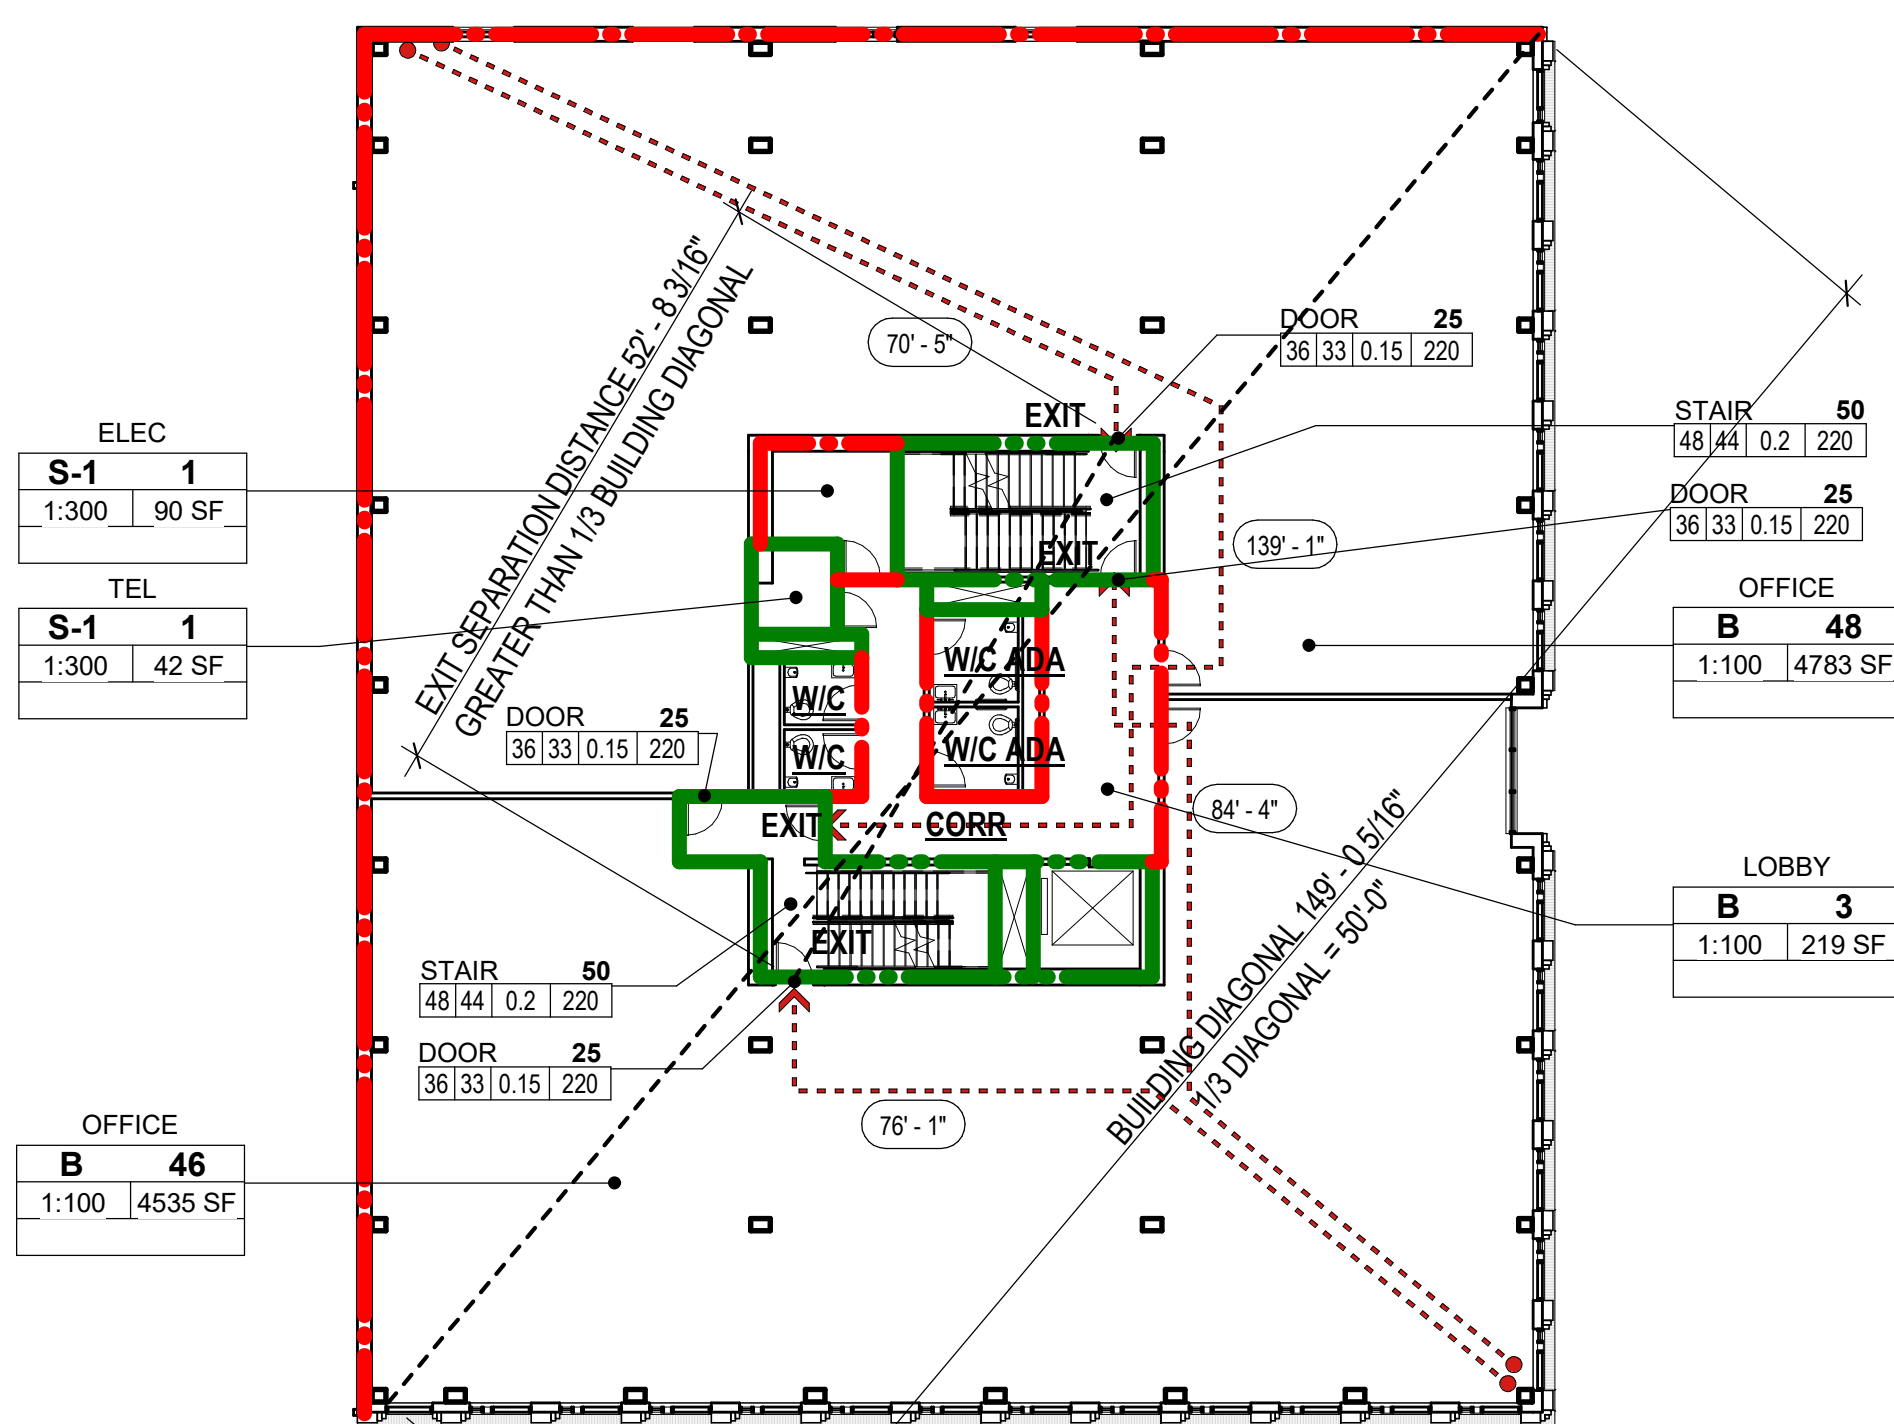 DOOR 25
36 33 0.15 220
70' - 5"
EXIT SEPARATION DISTANCE 52' - 8 3/16"
GREATER THAN 1/3 BUILDING DIAGONAL
EXIT
STAIR 50
48 44 0.2 220
ELEC
S-1 1
1:300 90 SF
DOOR 25
36 33 0.15 220
EXIT
139' - 1"
TEL
S-1 1
1:300 42 SF
OFFICE
B 48
1:100 4783 SF
W/C ADA
W/C
DOOR 25
36 33 0.15 220
W/C ADA
W/C
84' - 4"
EXIT
CORR
LOBBY
B 3
1:100 219 SF
EXIT
STAIR 50
48 44 0.2 220
BUILDING DIAGONAL 149' - 0 5/16"
1/3 DIAGONAL = 50'-0"
DOOR 25
36 33 0.15 220
76' - 1"
OFFICE
B 46
1:100 4535 SF